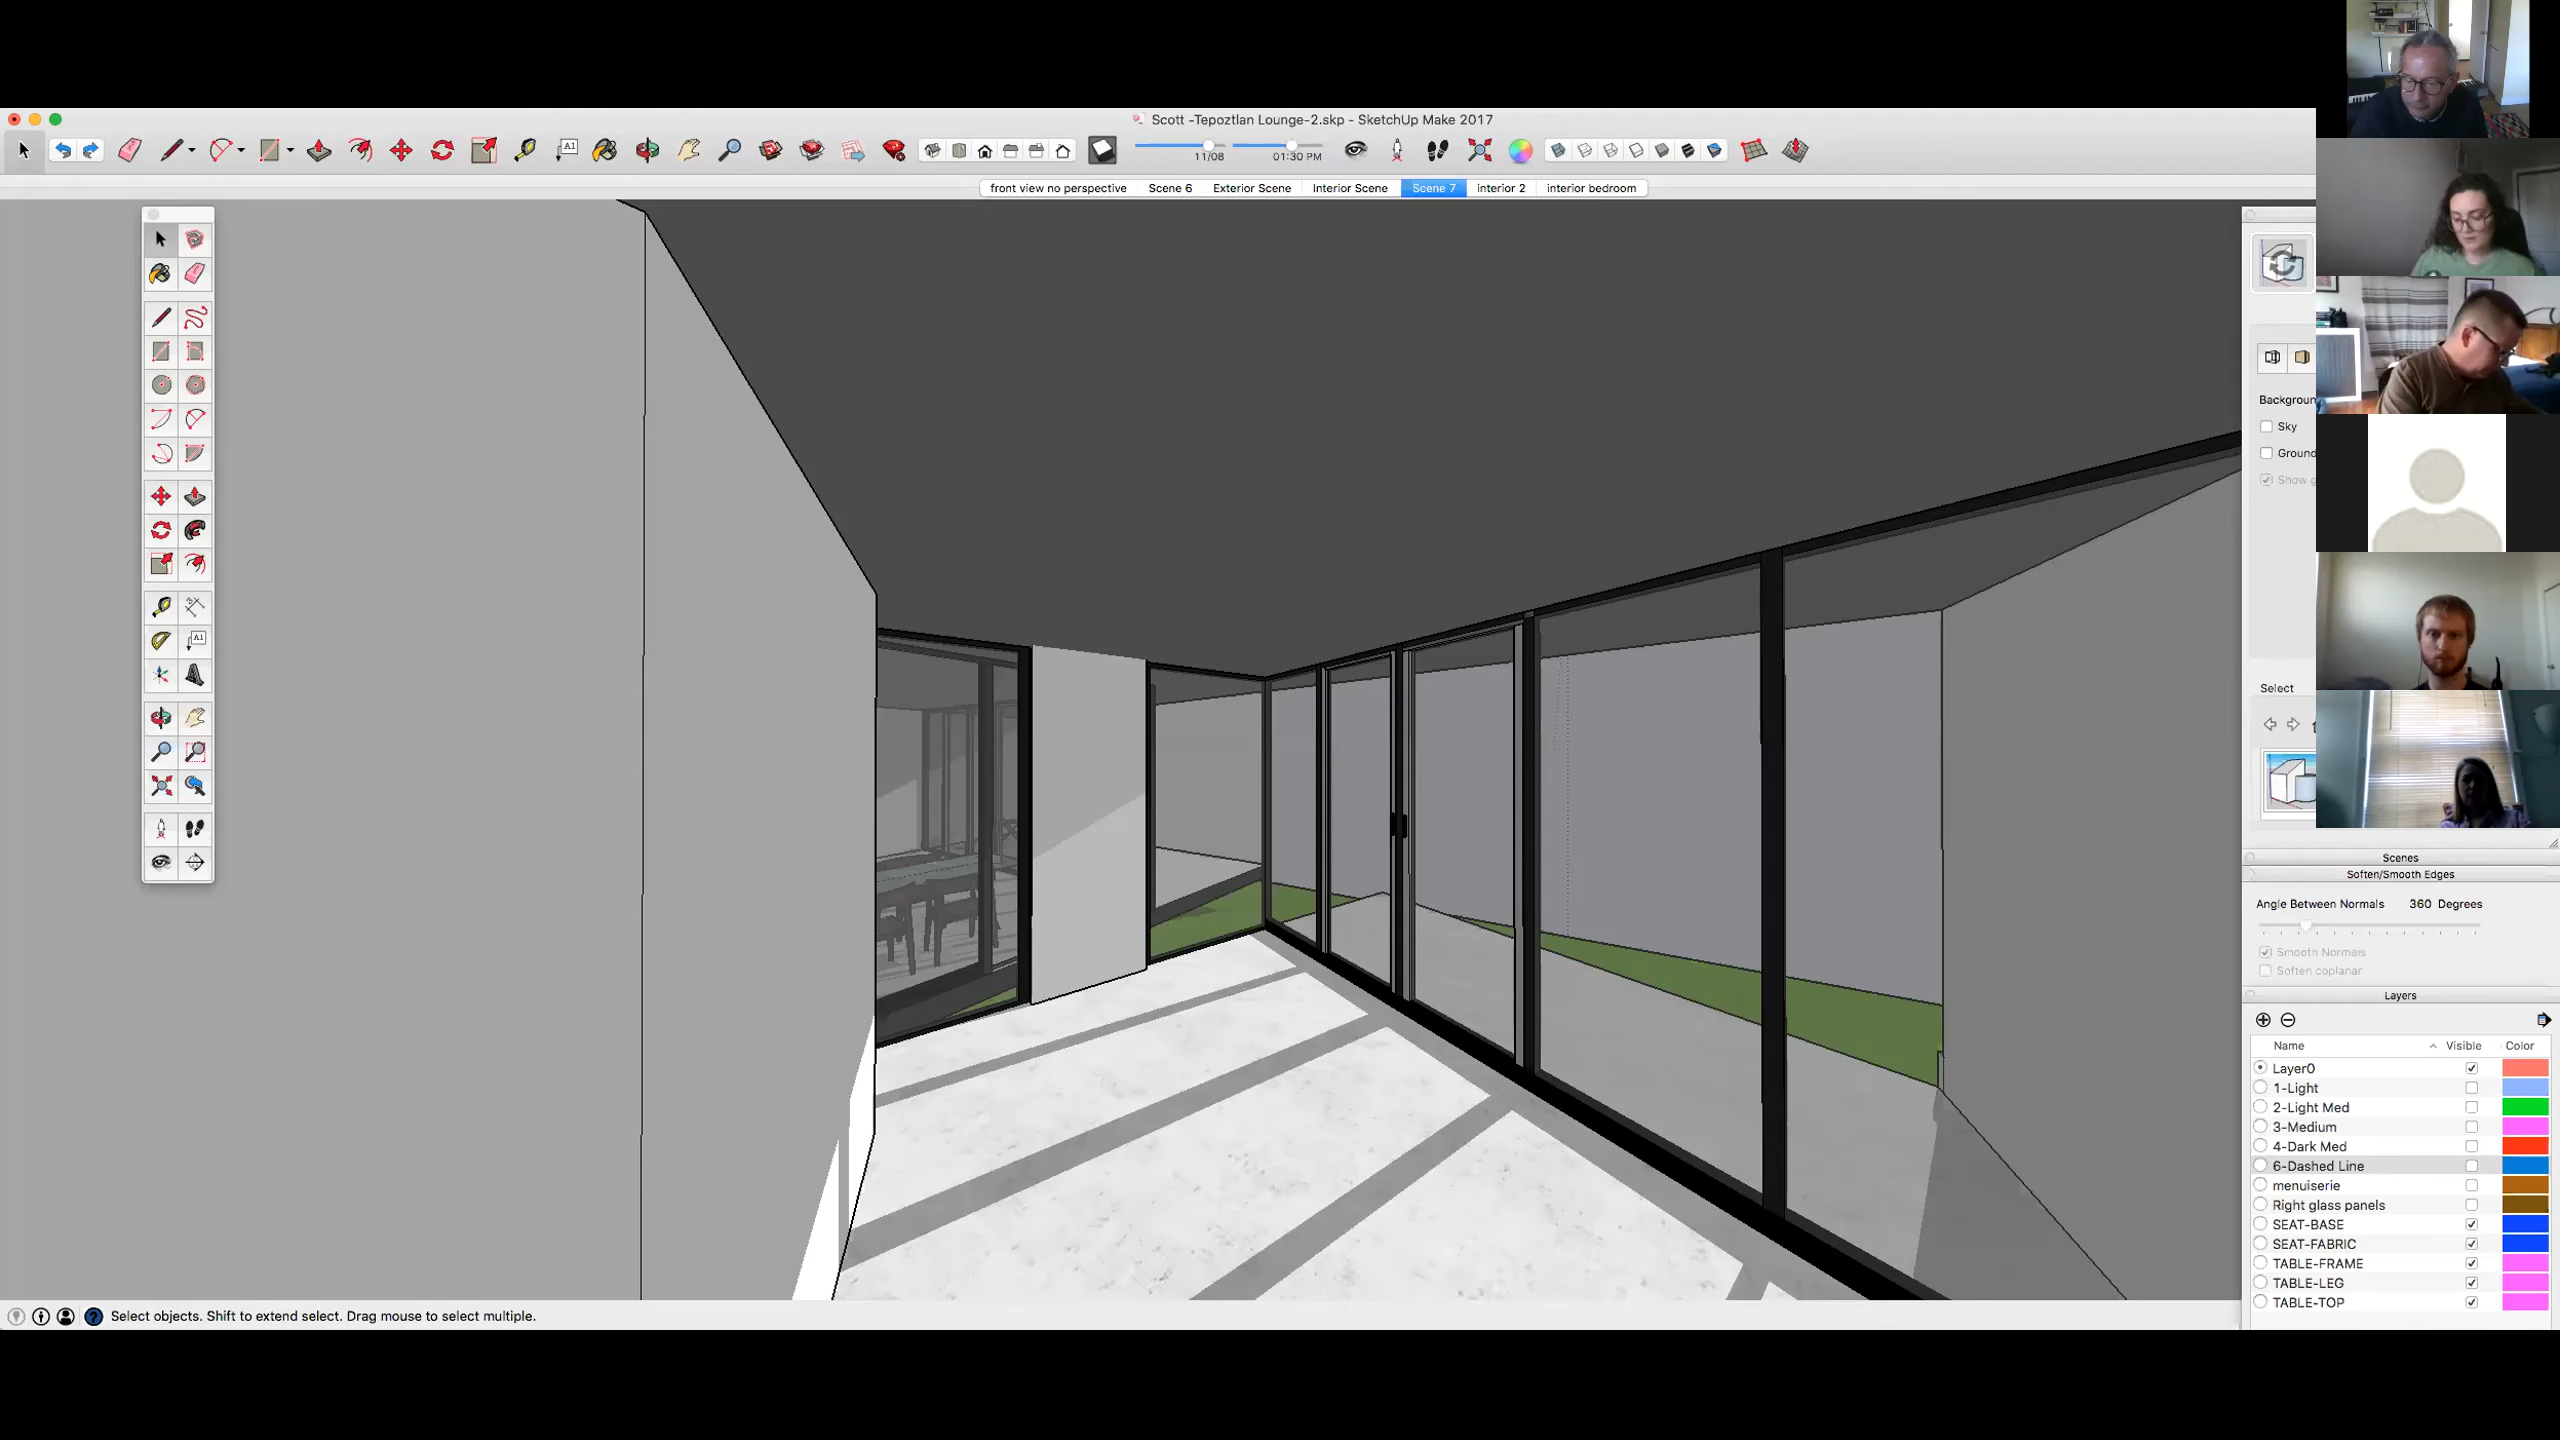 Scott -Tepoztlan Lounge-2.skp - SketchUp Make 2017
A1
11/08
01:30 PM
front view no perspective
Scene 6
Exterior Scene
Interior Scene
Scene 7
interior 2
interior bedroom
A1
Sky
Ground
Select
Scenes
Soften/Smooth Edges
Angle Between Normals 360 Degrees
Smooth Normals
Soften coplanar
Layers
Name Visible Color
Layer0
1-Light
2-Light Med
3-Medium
4-Dark Med
6-Dashed Line
menuiserie
Right glass panels
SEAT-BASE
SEAT-FABRIC
TABLE-FRAME
TABLE-LEG
TABLE-TOP
Select objects. Shift to extend select. Drag mouse to select multiple.